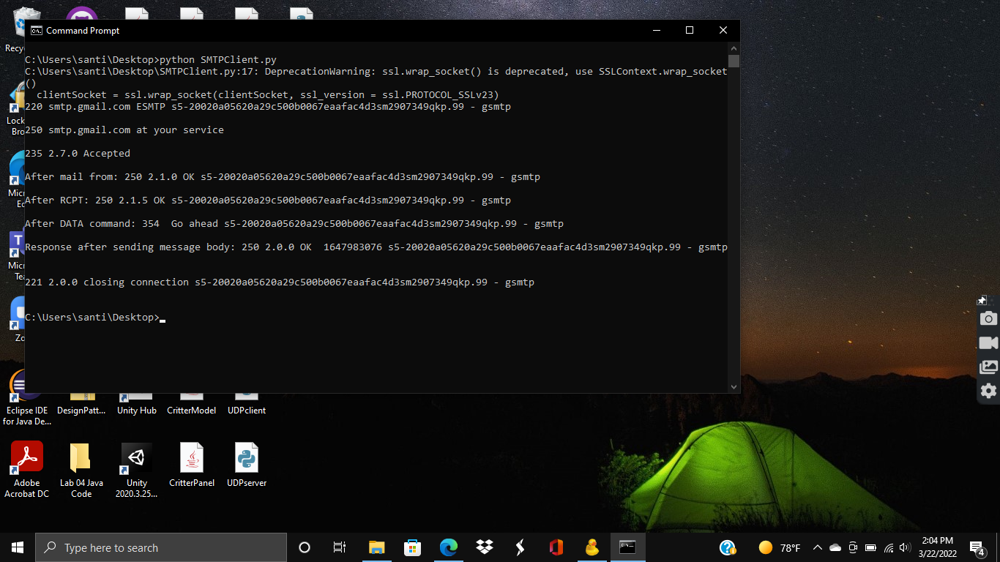 Command Prompt
C:\Users\santi\Desktop>python SMTPClient.py
C:\Users\santi\Desktop\SMTPClient.py:17: DeprecationWarning: ssl.wrap_socket() is deprecated, use SSLContext.wrap_socket
()
clientSocket = ssl.wrap_socket(clientSocket, ssl_version = ssl.PROTOCOL_SSLv23)
220 smtp.gmail.com ESMTP s5-20020a05620a29c500b0067eaafac4d3sm2907349qkp.99 - gsmtp
250 smtp.gmail.com at your service
235 2.7.0 Accepted
After mail from: 250 2.1.0 OK s5-20020a05620a29c500b0067eaafac4d3sm2907349qkp.99 - gsmtp
After RCPT: 250 2.1.5 OK s5-20020a05620a29c500b0067eaafac4d3sm2907349qkp.99 - gsmtp
After DATA command: 354  Go ahead s5-20020a05620a29c500b0067eaafac4d3sm2907349qkp.99 - gsmtp
Response after sending message body: 250 2.0.0 OK  1647983076 s5-20020a05620a29c500b0067eaafac4d3sm2907349qkp.99 - gsmtp
221 2.0.0 closing connection s5-20020a05620a29c500b0067eaafac4d3sm2907349qkp.99 - gsmtp
C:\Users\santi\Desktop>
Recy
Lock
Bro
Mic
Ed
Mic
Tea
Zo
Eclipse IDE
for Java De...
DesignPatt...
Unity Hub
CritterModel
UDPclient
Adobe
Acrobat DC
Lab 04 Java
Code
Unity
2020.3.25...
CritterPanel
UDPserver
Type here to search
78°F
2:04 PM
3/22/2022
4